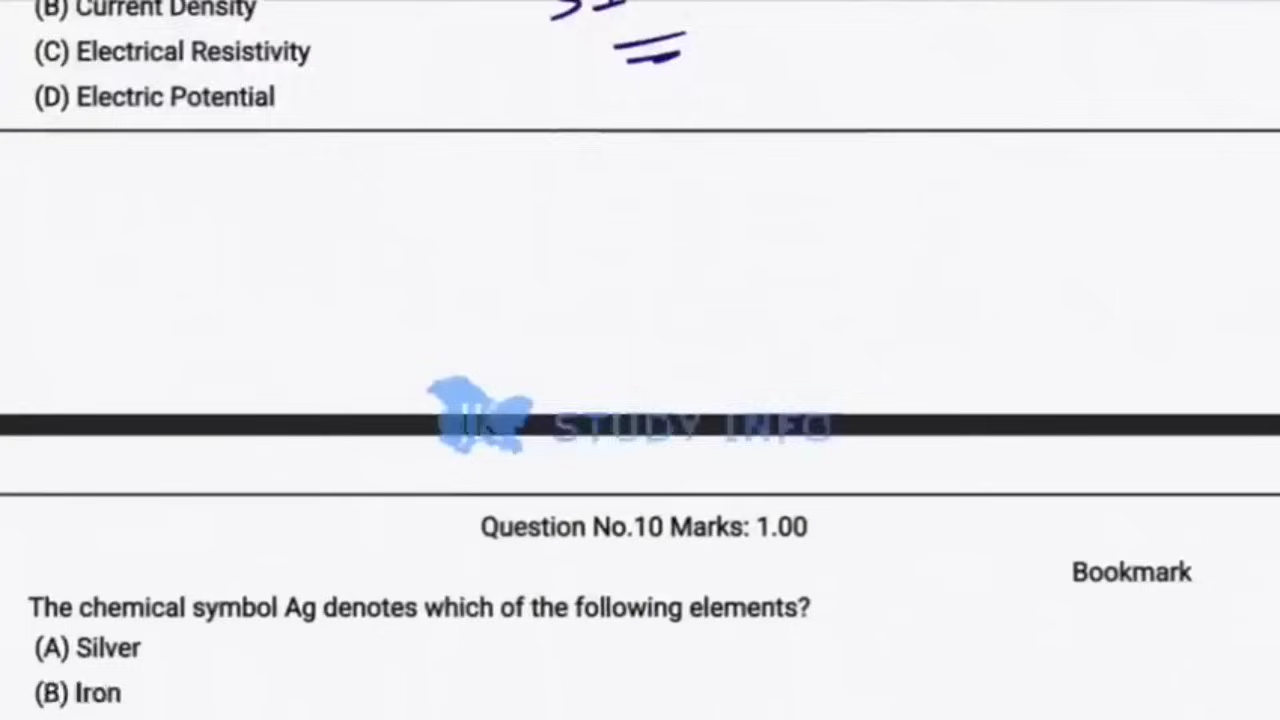 (B) Current Density
(C) Electrical Resistivity
(D) Electric Potential
JK STUDY INFO
Question No.10 Marks: 1.00
Bookmark
The chemical symbol Ag denotes which of the following elements?
(A) Silver
(B) Iron